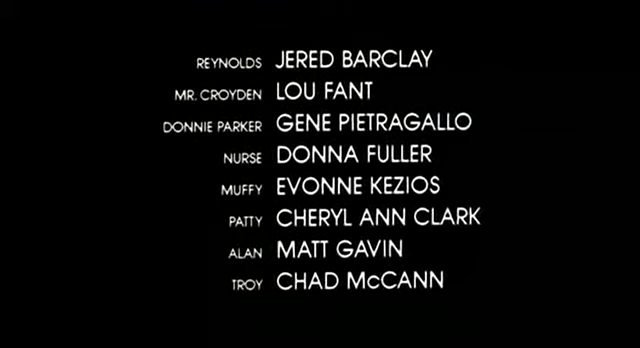 REYNOLDS JERED BARCLAY
MR. CROYDEN LOU FANT
DONNIE PARKER GENE PIETRAGALLO
NURSE DONNA FULLER
MUFFY EVONNE KEZIOS
PATTY CHERYL ANN CLARK
ALAN MATT GAVIN
TROY CHAD McCANN